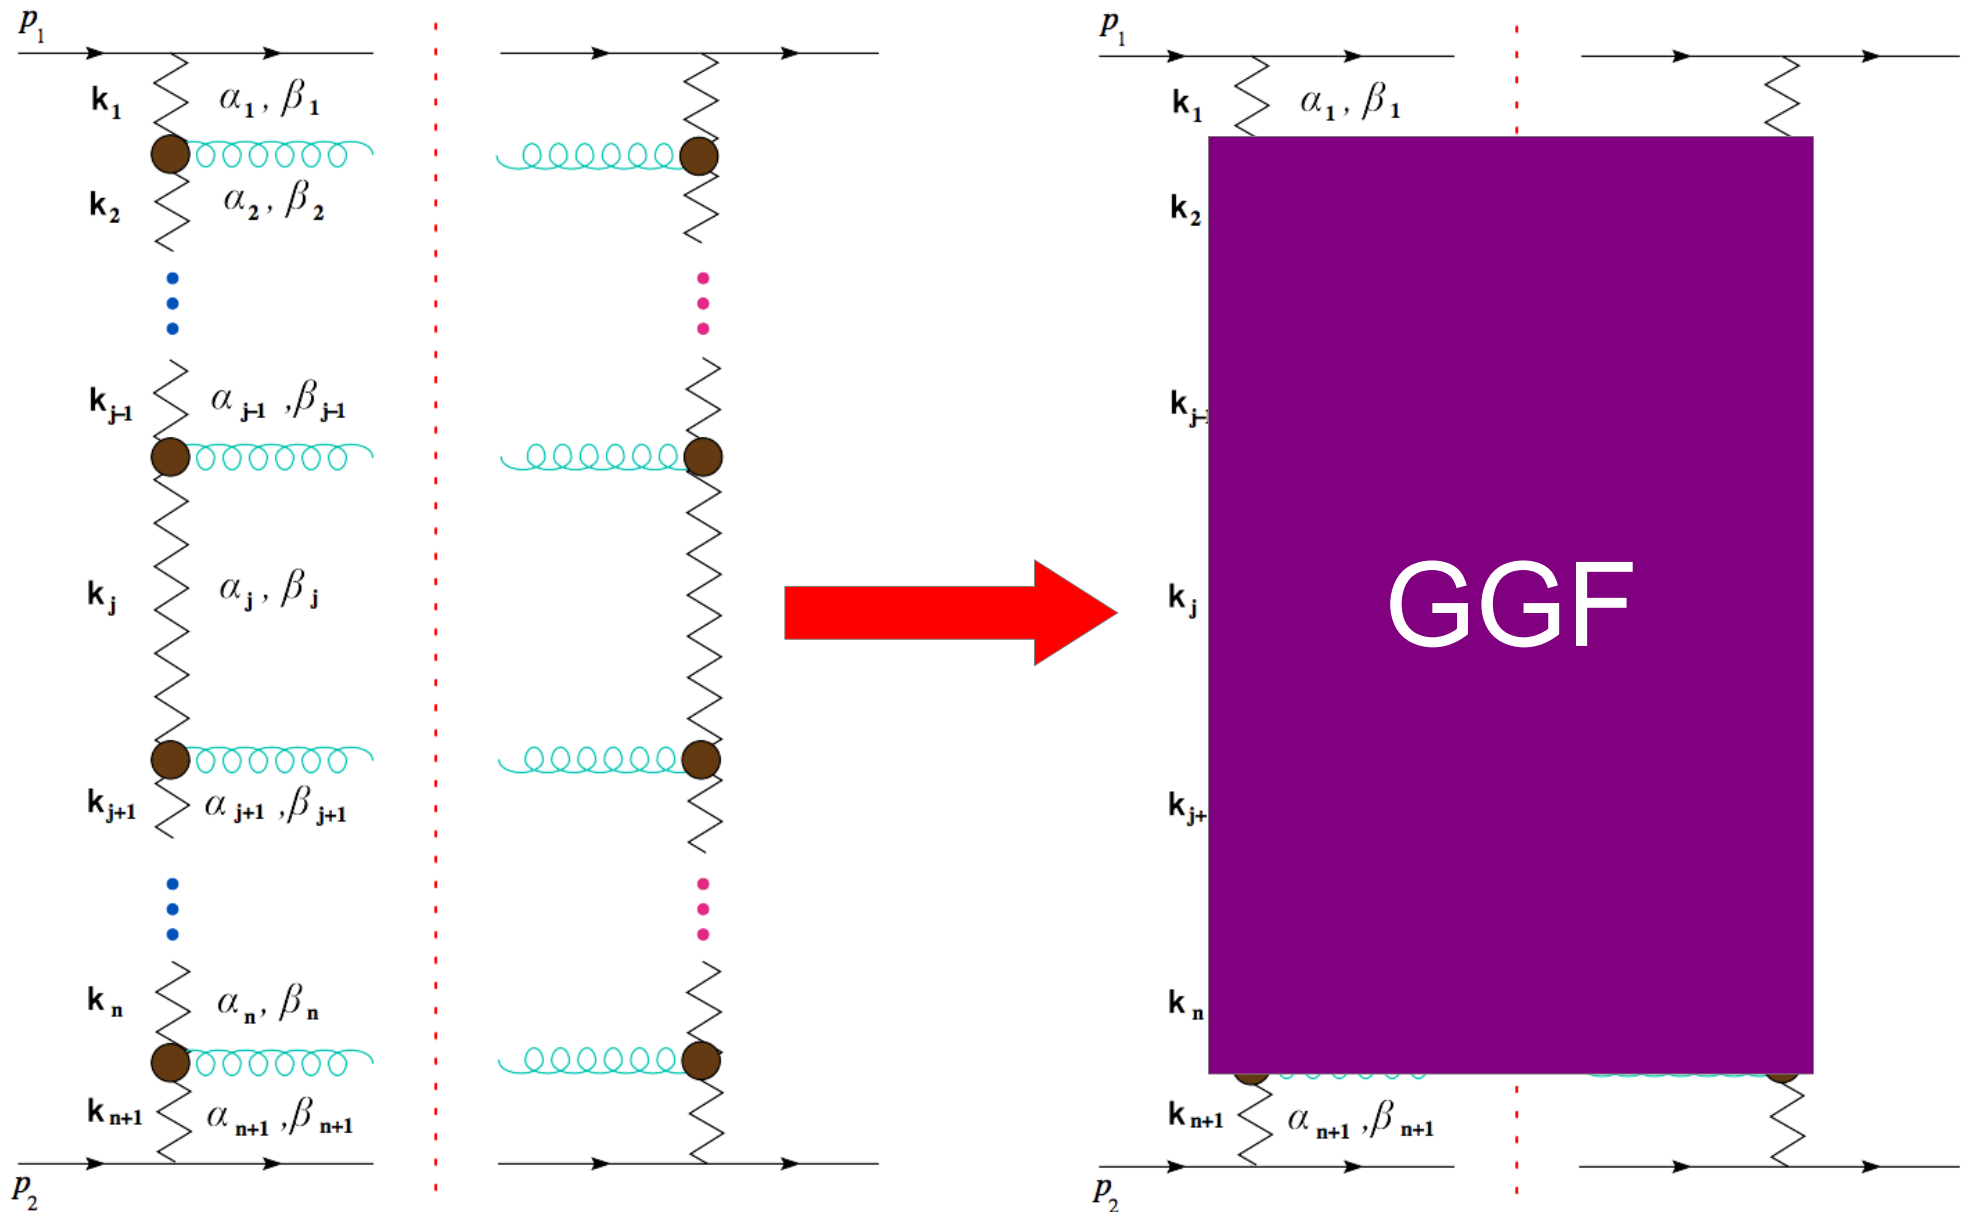 p₁
k₁ α₁, β₁
k₂ α₂, β₂
kⱼ₋₁ αⱼ₋₁, βⱼ₋₁
kⱼ αⱼ, βⱼ
kⱼ₊₁ αⱼ₊₁, βⱼ₊₁
kₙ αₙ, βₙ
kₙ₊₁ αₙ₊₁, βₙ₊₁
p₂
p₁
k₁ α₁, β₁
k₂
kⱼ₋
kⱼ
GGF
kⱼ₊
kₙ
kₙ₊₁ αₙ₊₁, βₙ₊₁
p₂